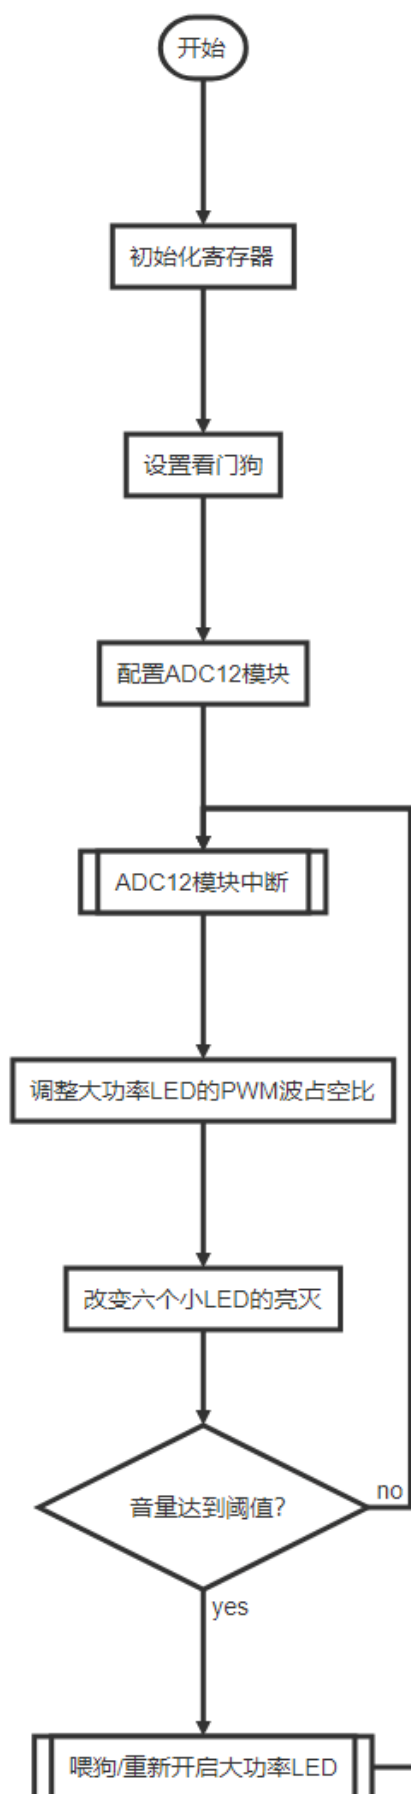 开始
初始化寄存器
设置看门狗
配置ADC12模块
ADC12模块中断
调整大功率LED的PWM波占空比
改变六个小LED的亮灭
音量达到阈值?
no
yes
喂狗/重新开启大功率LED